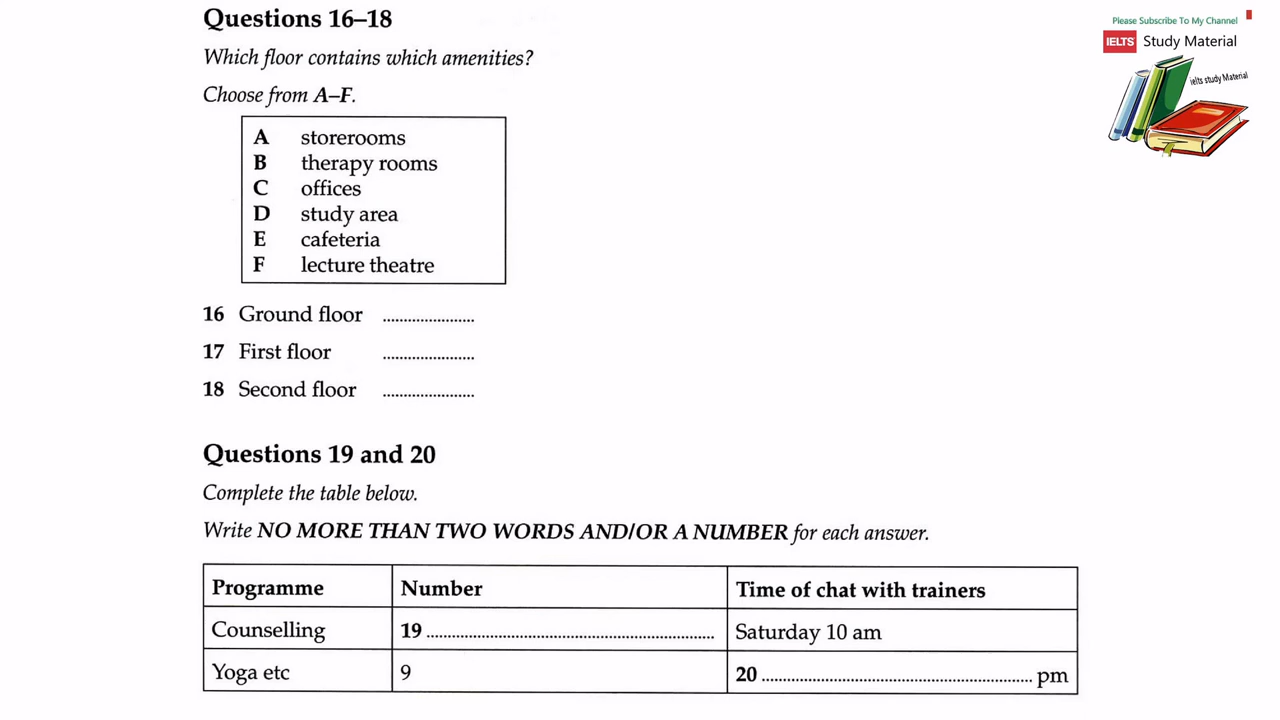 Questions 16–18
Which floor contains which amenities?
Choose from A–F.
A storerooms
B therapy rooms
C offices
D study area
E cafeteria
F lecture theatre
16 Ground floor ......................
17 First floor ......................
18 Second floor ......................
Questions 19 and 20
Complete the table below.
Write NO MORE THAN TWO WORDS AND/OR A NUMBER for each answer.
Programme Number Time of chat with trainers
Counselling 19 ...................................................................... Saturday 10 am
Yoga etc 9 20 ................................................................. pm
Please Subscribe To My Channel
IELTS Study Material
ielts study Material